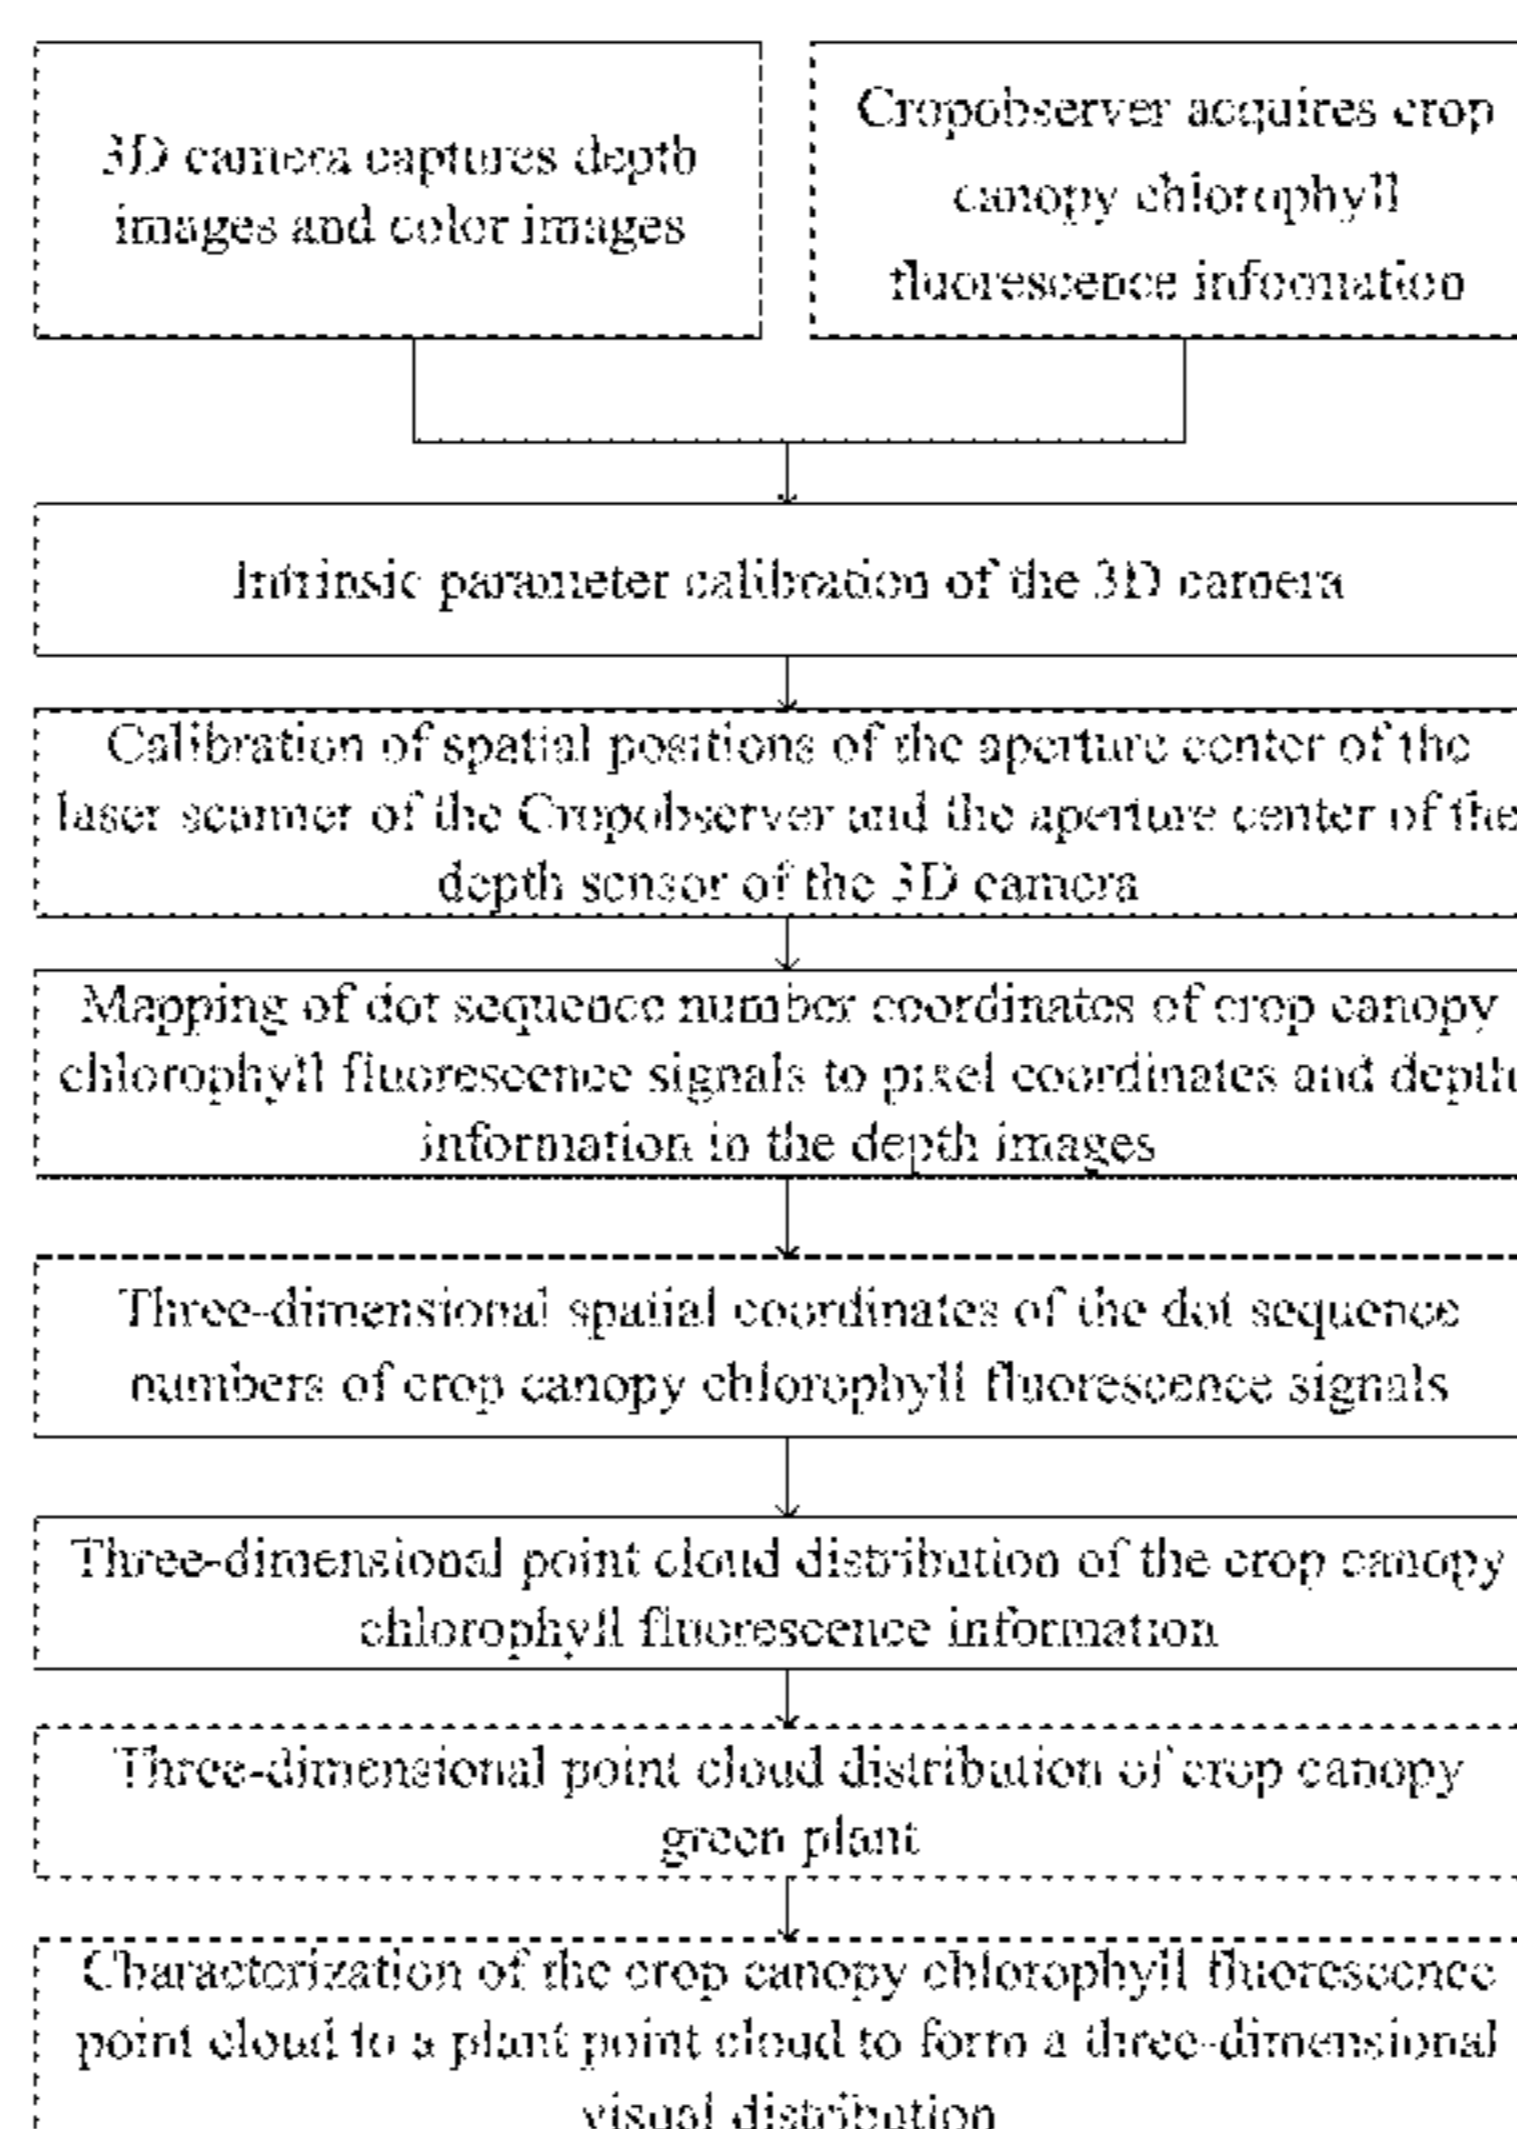 3D camera captures depth
images and color images
Cropobserver acquires crop
canopy chlorophyll
fluorescence information
Intrinsic parameter calibration of the 3D camera
Calibration of spatial positions of the aperture center of the
laser scanner of the Cropobserver and the aperture center of the
depth sensor of the 3D camera
Mapping of dot sequence number coordinates of crop canopy
chlorophyll fluorescence signals to pixel coordinates and depth
information in the depth images
Three-dimensional spatial coordinates of the dot sequence
numbers of crop canopy chlorophyll fluorescence signals
Three-dimensional point cloud distribution of the crop canopy
chlorophyll fluorescence information
Three-dimensional point cloud distribution of crop canopy
green plant
Characterization of the crop canopy chlorophyll fluorescence
point cloud to a plant point cloud to form a three-dimensional
visual distribution